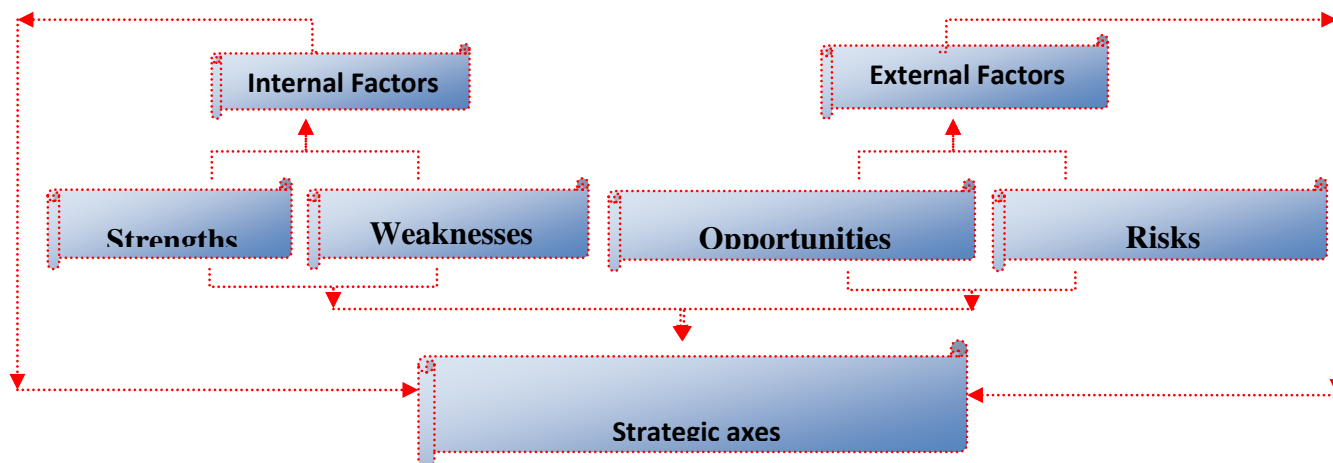 Internal Factors
External Factors
Strengths
Weaknesses
Opportunities
Risks
Strategic axes